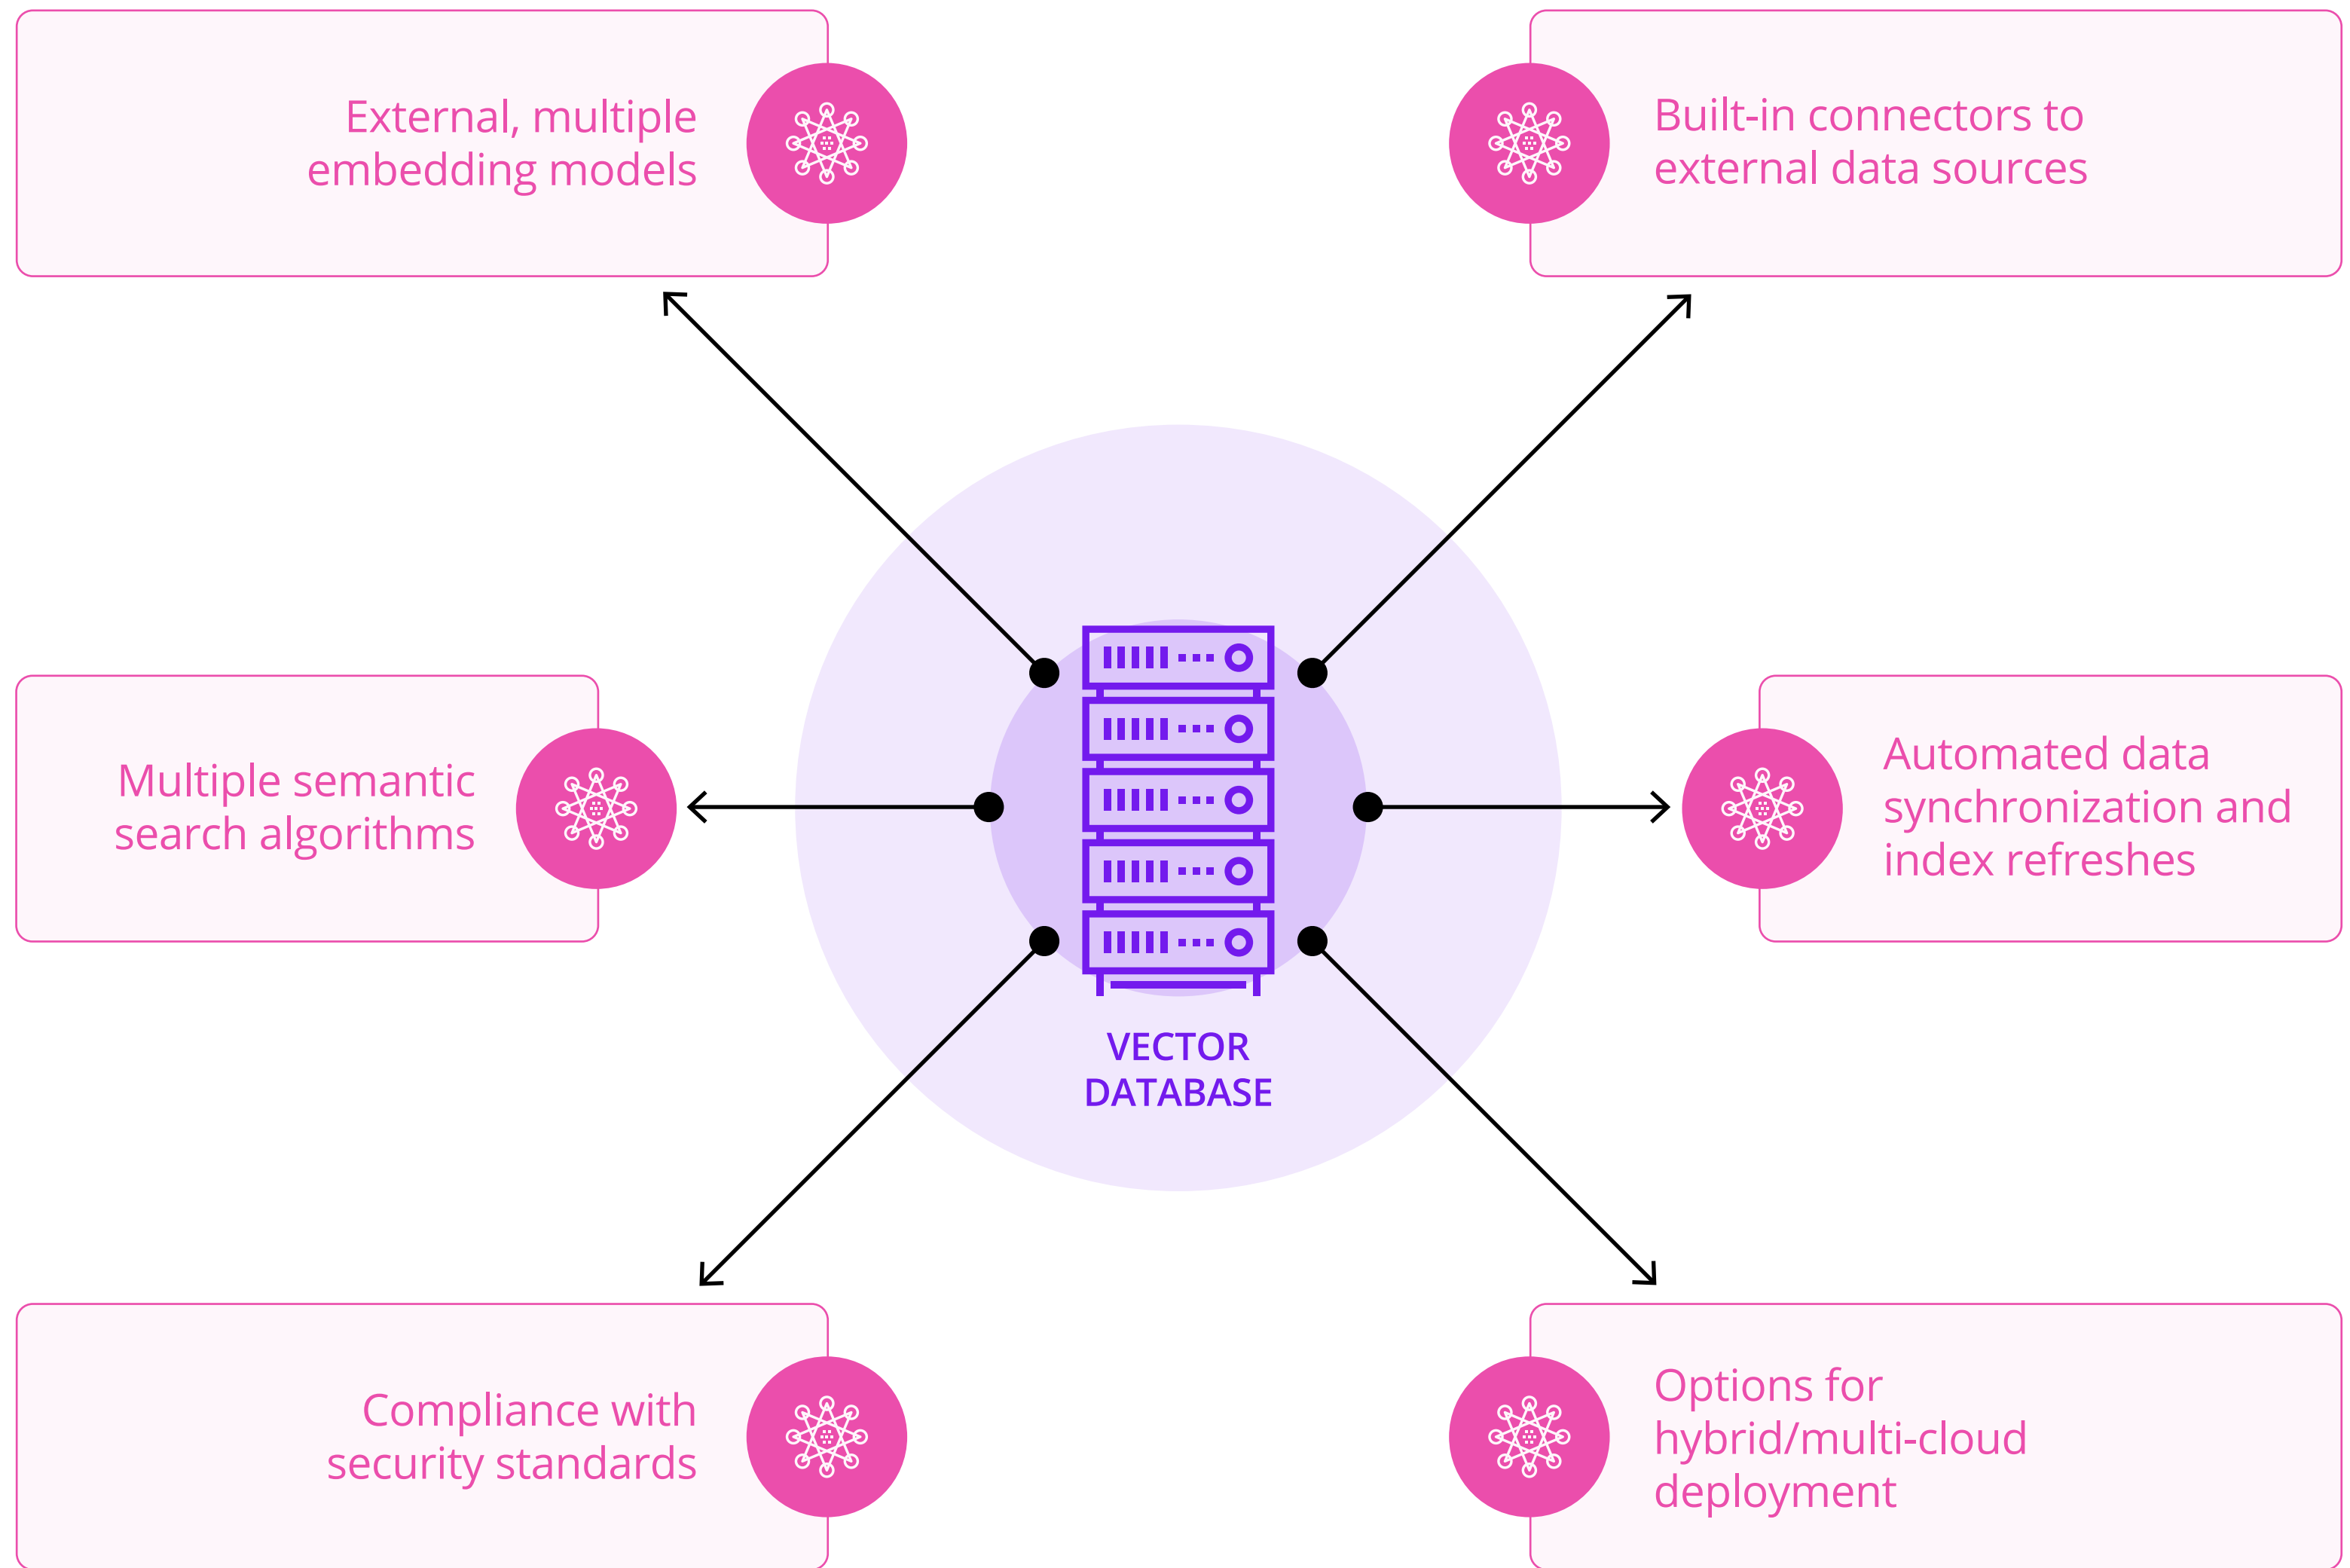 External, multiple
embedding models
Built-in connectors to
external data sources
Multiple semantic
search algorithms
Automated data
synchronization and
index refreshes
VECTOR
DATABASE
Compliance with
security standards
Options for
hybrid/multi-cloud
deployment